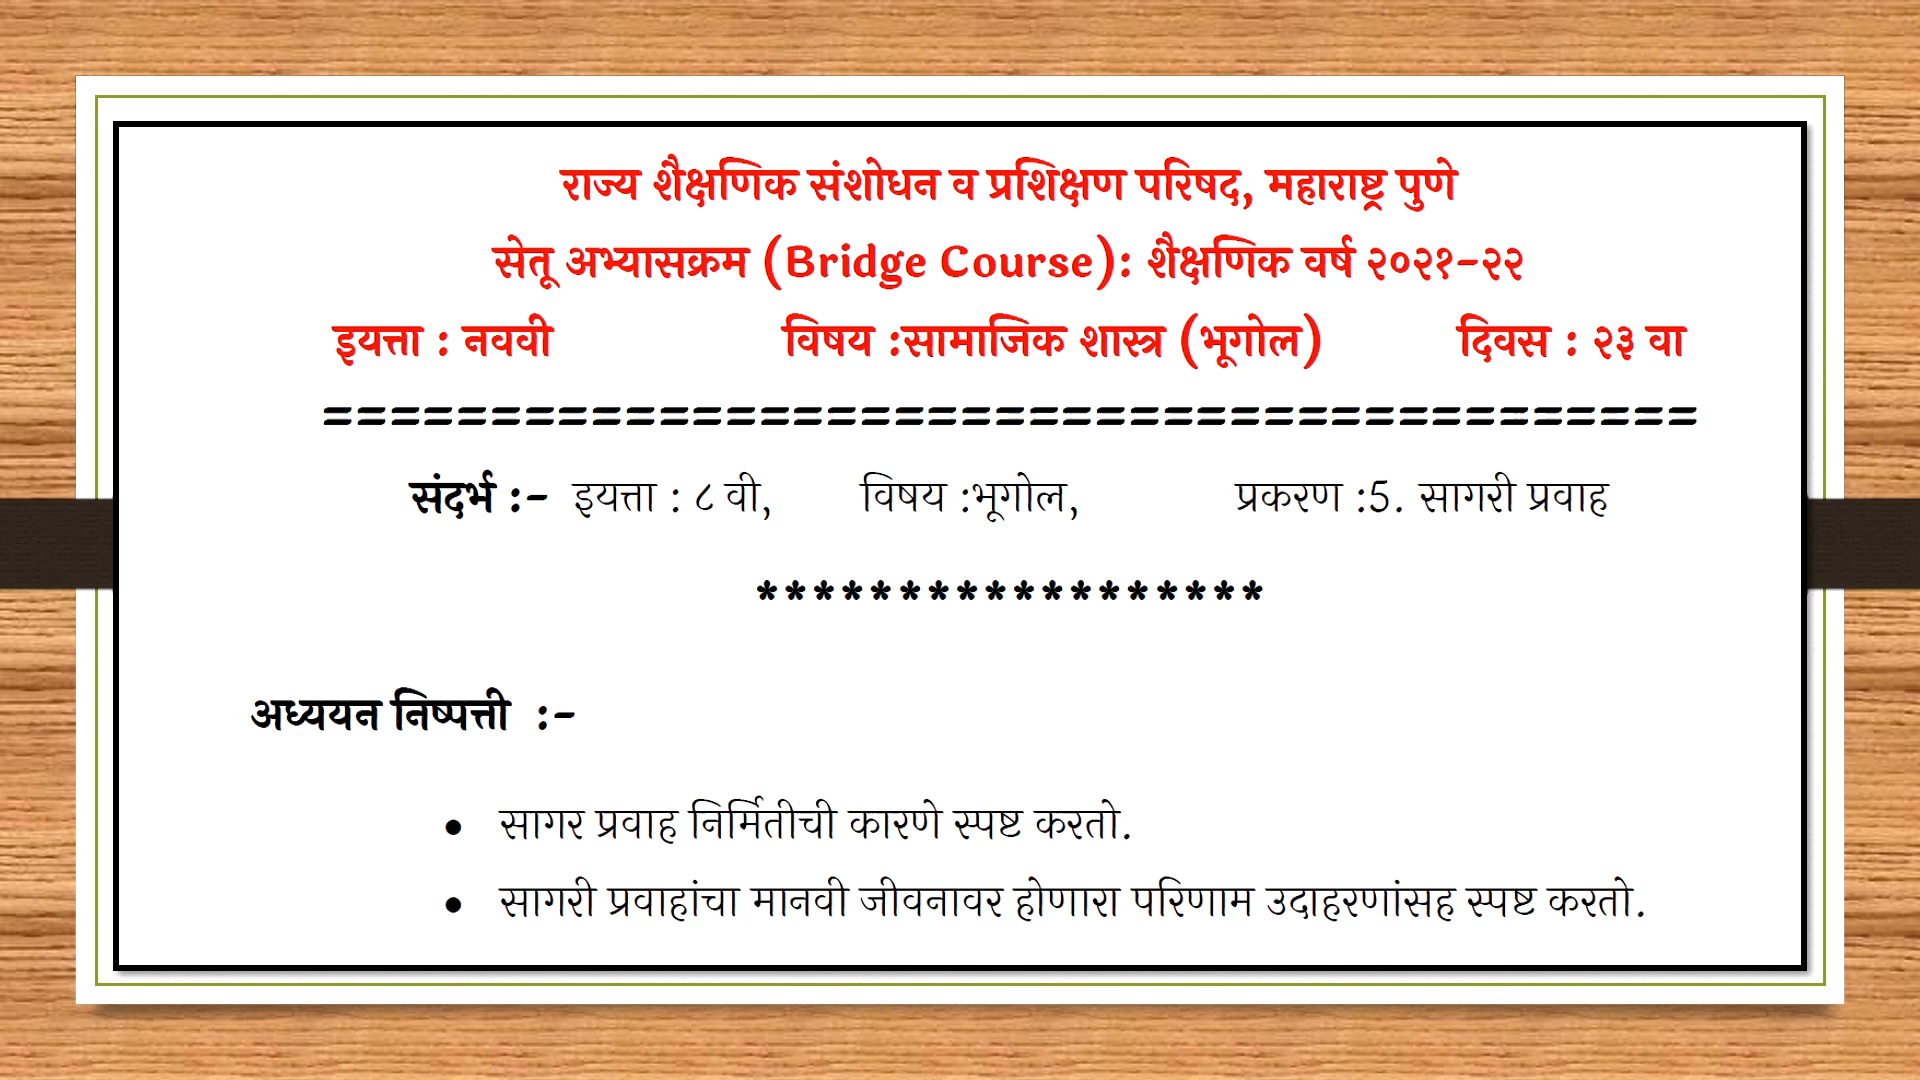 राज्य शैक्षणिक संशोधन व प्रशिक्षण परिषद, महाराष्ट्र पुणे
सेतू अभ्यासक्रम (Bridge Course): शैक्षणिक वर्ष २०२१-२२
इयत्ता : नववी विषय :सामाजिक शास्त्र (भूगोल) दिवस : २३ वा
=========================================
संदर्भ :- इयत्ता : ८ वी, विषय :भूगोल, प्रकरण :5. सागरी प्रवाह
******************
अध्ययन निष्पत्ती :-
• सागर प्रवाह निर्मितीची कारणे स्पष्ट करतो.
• सागरी प्रवाहांचा मानवी जीवनावर होणारा परिणाम उदाहरणांसह स्पष्ट करतो.